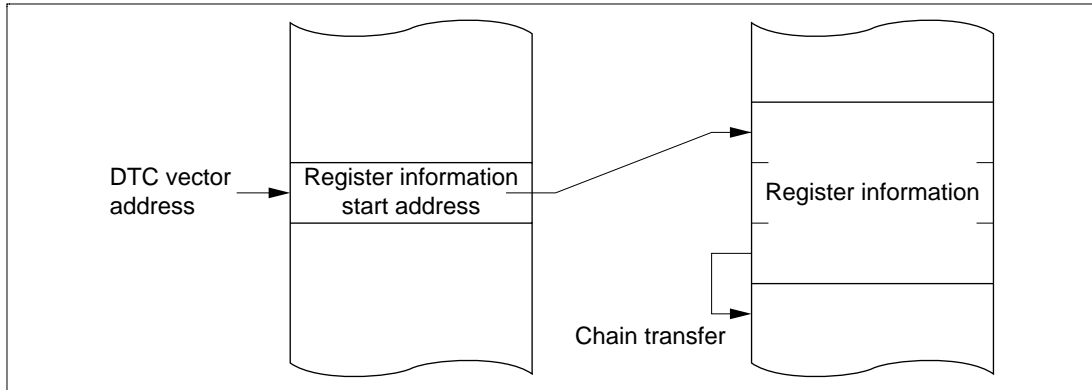 DTC vector
address
Register information
start address
Register information
Chain transfer